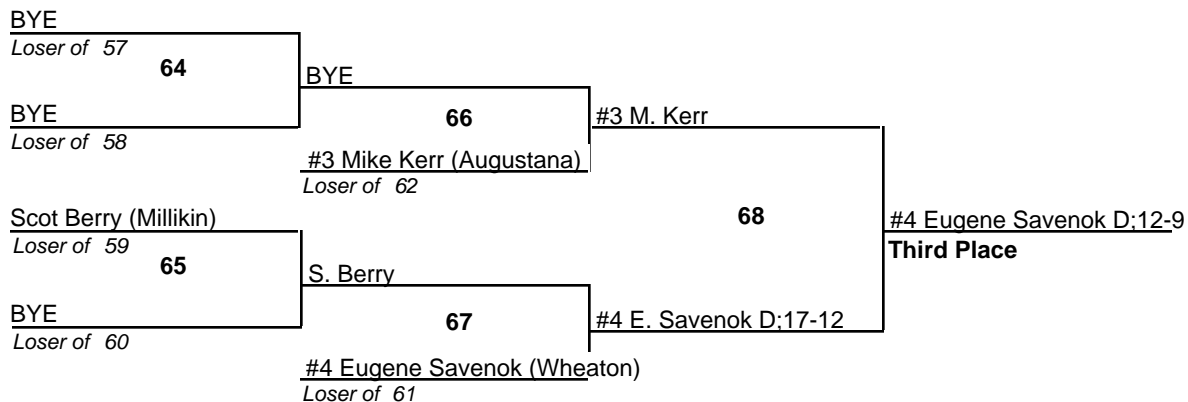 BYE
Loser of 57
64
BYE
BYE
Loser of 58
66
#3 M. Kerr
#3 Mike Kerr (Augustana)
Loser of 62
Scot Berry (Millikin)
Loser of 59
65
68
#4 Eugene Savenok D;12-9
Third Place
S. Berry
BYE
Loser of 60
67
#4 E. Savenok D;17-12
#4 Eugene Savenok (Wheaton)
Loser of 61